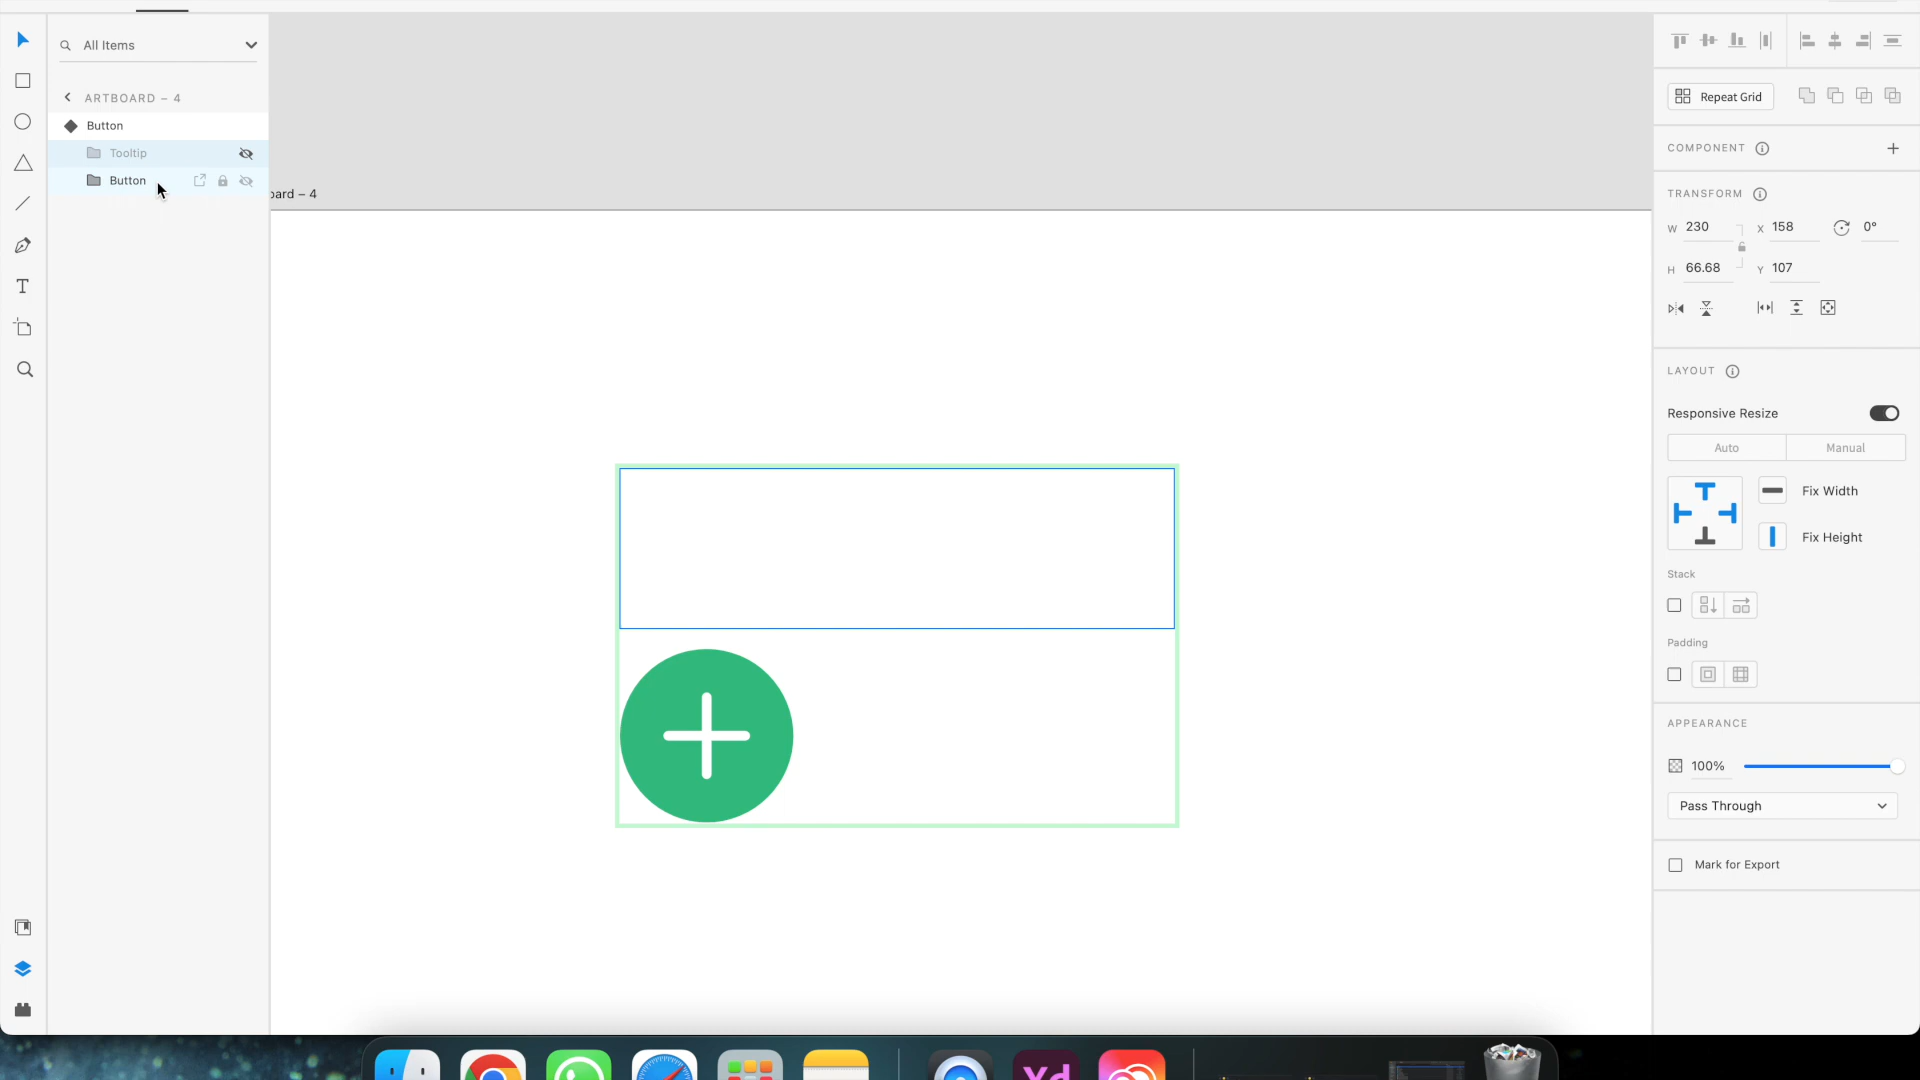 All Items
ARTBOARD – 4
Button
Tooltip
Button
oard – 4
Repeat Grid
COMPONENT
TRANSFORM
W 230 X 158 0°
H 66.68 Y 107
LAYOUT
Responsive Resize
Auto Manual
Fix Width
Fix Height
Stack
Padding
APPEARANCE
100%
Pass Through
Mark for Export
Xd